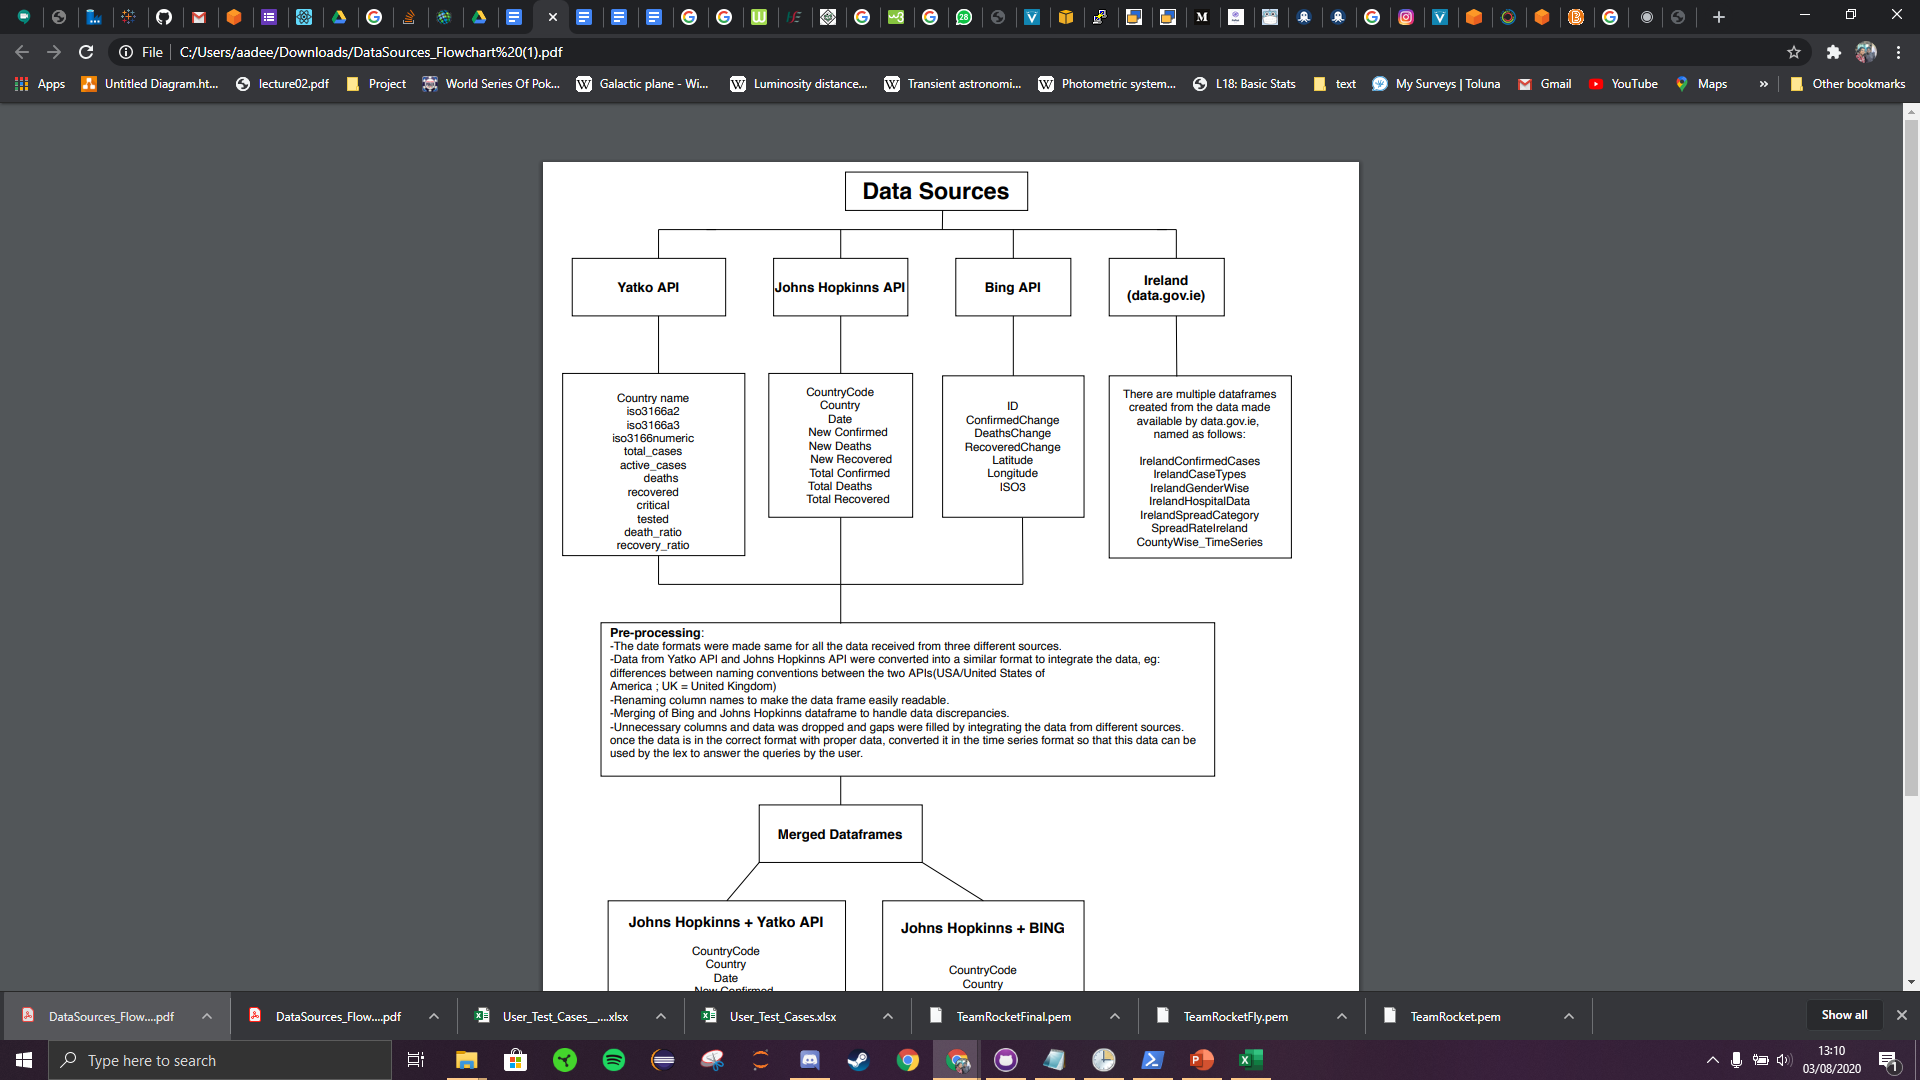 File
C:/Users/aadee/Downloads/DataSources_Flowchart%20(1).pdf
Apps
Untitled Diagram.ht...
lecture02.pdf
Project
World Series Of Pok...
Galactic plane - Wi...
Luminosity distance...
Transient astronomi...
Photometric system...
L18: Basic Stats
text
My Surveys | Toluna
Gmail
YouTube
Maps
»
Other bookmarks
Data Sources
Yatko API
Johns Hopkinns API
Bing API
Ireland
(data.gov.ie)
Country name
iso3166a2
iso3166a3
iso3166numeric
total_cases
active_cases
deaths
recovered
critical
tested
death_ratio
recovery_ratio
CountryCode
Country
Date
New Confirmed
New Deaths
New Recovered
Total Confirmed
Total Deaths
Total Recovered
ID
ConfirmedChange
DeathsChange
RecoveredChange
Latitude
Longitude
ISO3
There are multiple dataframes
created from the data made
available by data.gov.ie,
named as follows:
IrelandConfirmedCases
IrelandCaseTypes
IrelandGenderWise
IrelandHospitalData
IrelandSpreadCategory
SpreadRateIreland
CountyWise_TimeSeries
Pre-processing:
-The date formats were made same for all the data received from three different sources.
-Data from Yatko API and Johns Hopkinns API were converted into a similar format to integrate the data, eg:
differences between naming conventions between the two APIs(USA/United States of
America ; UK = United Kingdom)
-Renaming column names to make the data frame easily readable.
-Merging of Bing and Johns Hopkinns dataframe to handle data discrepancies.
-Unnecessary columns and data was dropped and gaps were filled by integrating the data from different sources.
once the data is in the correct format with proper data, converted it in the time series format so that this data can be
used by the lex to answer the queries by the user.
Merged Dataframes
Johns Hopkinns + Yatko API
CountryCode
Country
Date
New Confirmed
Johns Hopkinns + BING
CountryCode
Country
DataSources_Flow....pdf
DataSources_Flow....pdf
User_Test_Cases_....xlsx
User_Test_Cases.xlsx
TeamRocketFinal.pem
TeamRocketFly.pem
TeamRocket.pem
Show all
Type here to search
13:10
03/08/2020
1